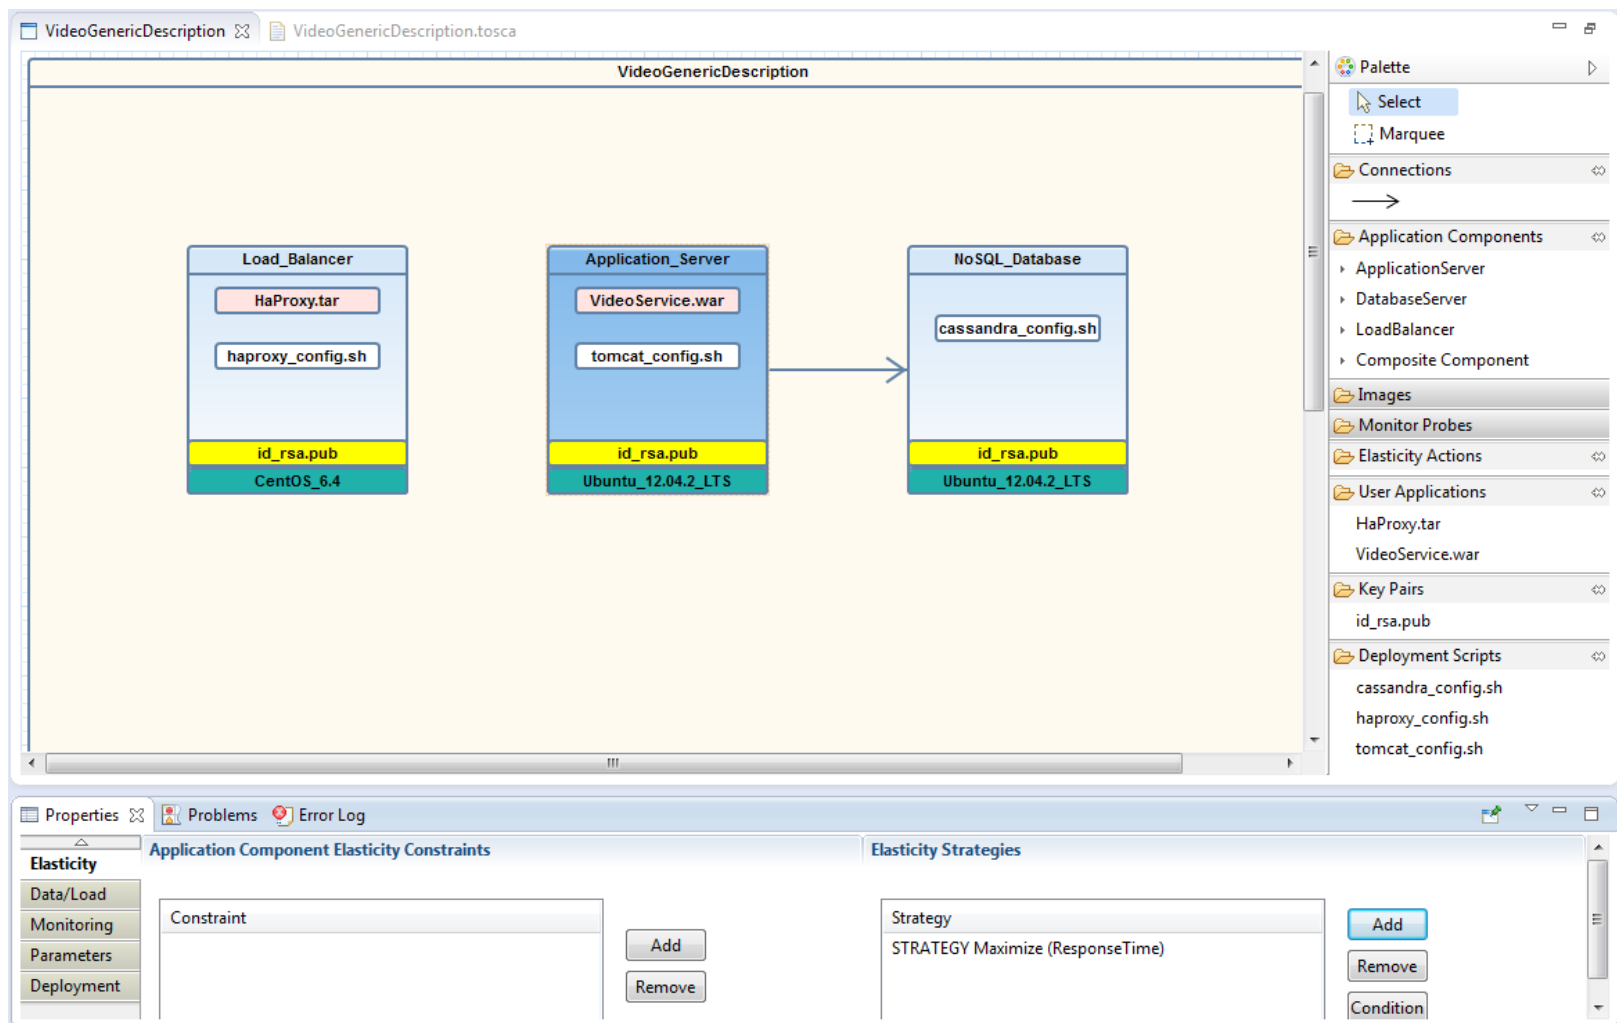 VideoGenericDescription
VideoGenericDescription.tosca
VideoGenericDescription
Load_Balancer
HaProxy.tar
haproxy_config.sh
id_rsa.pub
CentOS_6.4
Application_Server
VideoService.war
tomcat_config.sh
id_rsa.pub
Ubuntu_12.04.2_LTS
NoSQL_Database
cassandra_config.sh
id_rsa.pub
Ubuntu_12.04.2_LTS
Palette
Select
Marquee
Connections
Application Components
ApplicationServer
DatabaseServer
LoadBalancer
Composite Component
Images
Monitor Probes
Elasticity Actions
User Applications
HaProxy.tar
VideoService.war
Key Pairs
id_rsa.pub
Deployment Scripts
cassandra_config.sh
haproxy_config.sh
tomcat_config.sh
Properties
Problems
Error Log
Elasticity
Data/Load
Monitoring
Parameters
Deployment
Application Component Elasticity Constraints
Constraint
Add
Remove
Elasticity Strategies
Strategy
STRATEGY Maximize (ResponseTime)
Add
Remove
Condition